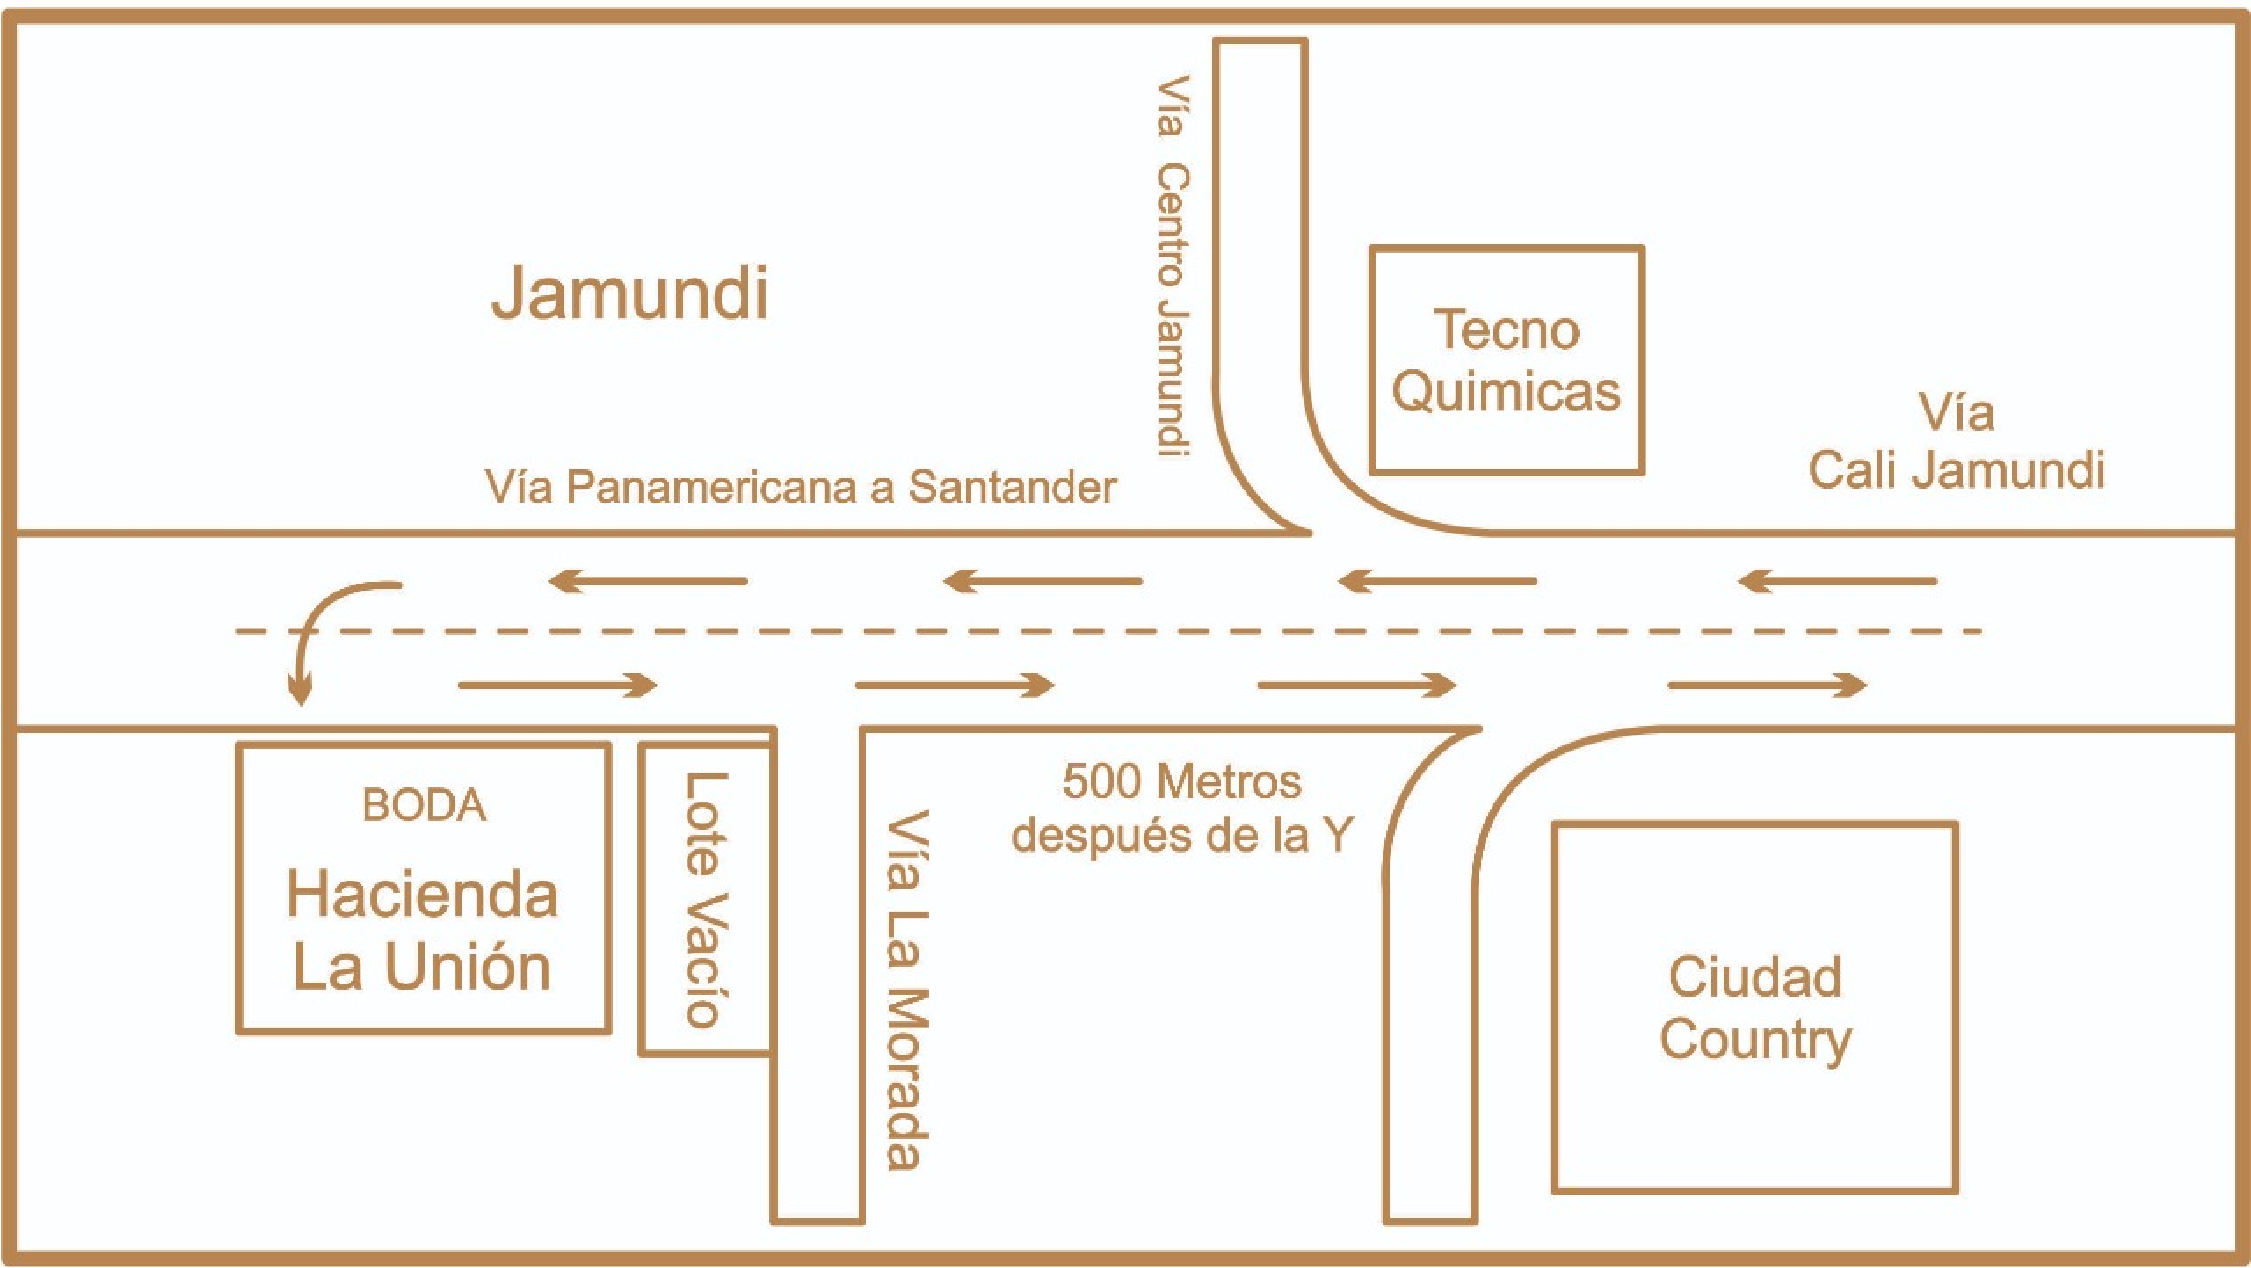 Vía Centro Jamundi
Jamundi
Tecno
Quimicas
Vía
Cali Jamundi
Vía Panamericana a Santander
BODA
Hacienda
La Unión
Lote Vacío
Vía La Morada
500 Metros
después de la Y
Ciudad
Country